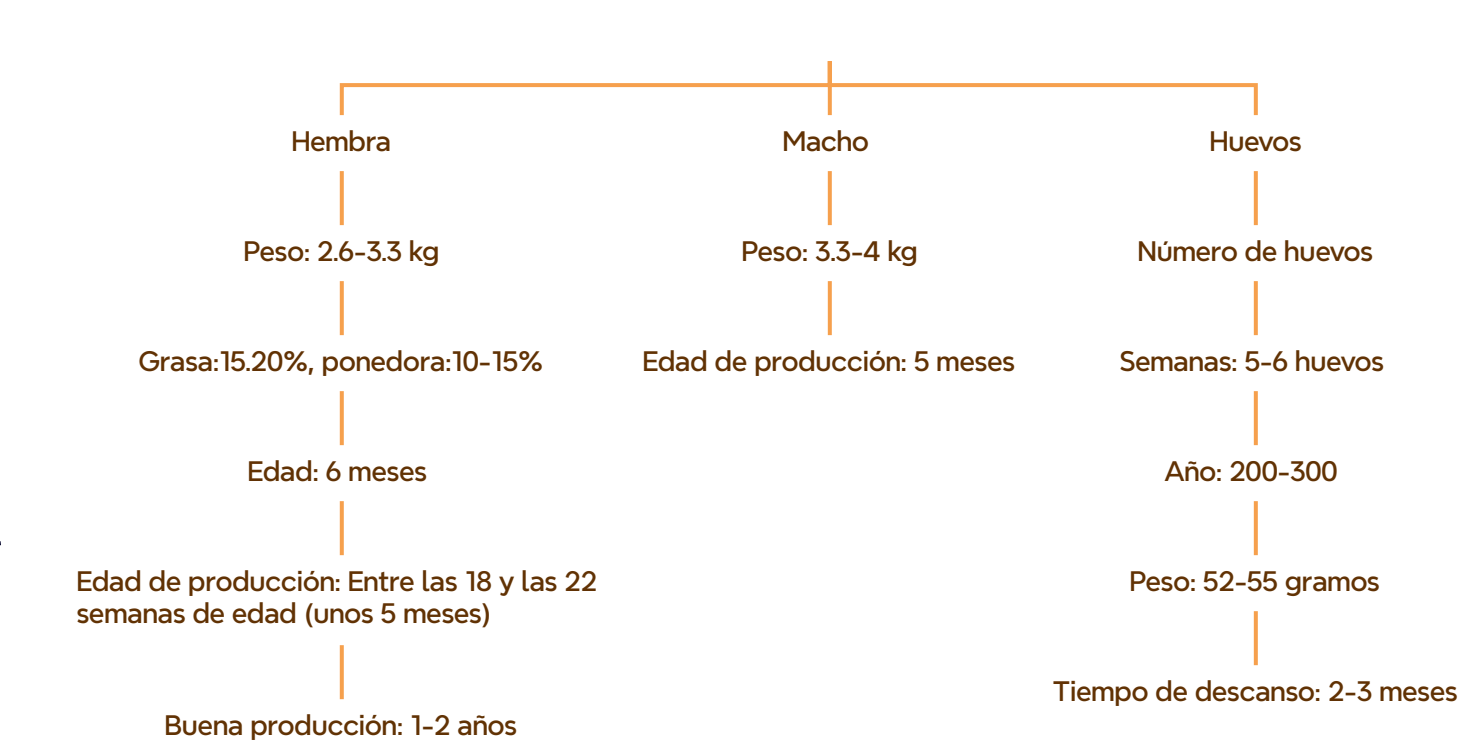 Hembra
Peso: 2.6-3.3 kg
Grasa:15.20%, ponedora:10-15%
Edad: 6 meses
Edad de producción: Entre las 18 y las 22
semanas de edad (unos 5 meses)
Buena producción: 1-2 años
Macho
Peso: 3.3-4 kg
Edad de producción: 5 meses
Huevos
Número de huevos
Semanas: 5-6 huevos
Año: 200-300
Peso: 52-55 gramos
Tiempo de descanso: 2-3 meses